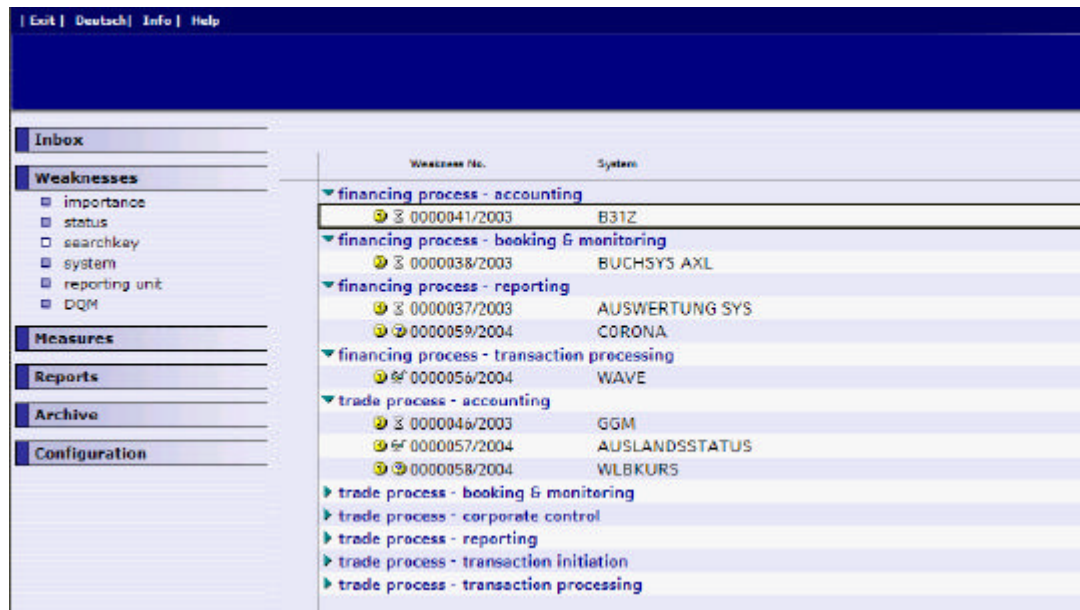 | Exit | Deutsch| Info | Help
Inbox
Weaknesses
importance
status
searchkey
system
reporting unit
DQM
Measures
Reports
Archive
Configuration
Weakness No. System
financing process - accounting
0000041/2003 B31Z
financing process - booking & monitoring
0000038/2003 BUCHSYS AXL
financing process - reporting
0000037/2003 AUSWERTUNG SYS
0000059/2004 CORONA
financing process - transaction processing
0000056/2004 WAVE
trade process - accounting
0000046/2003 GGM
0000057/2004 AUSLANDSSTATUS
0000058/2004 WLBKURS
trade process - booking & monitoring
trade process - corporate control
trade process - reporting
trade process - transaction initiation
trade process - transaction processing